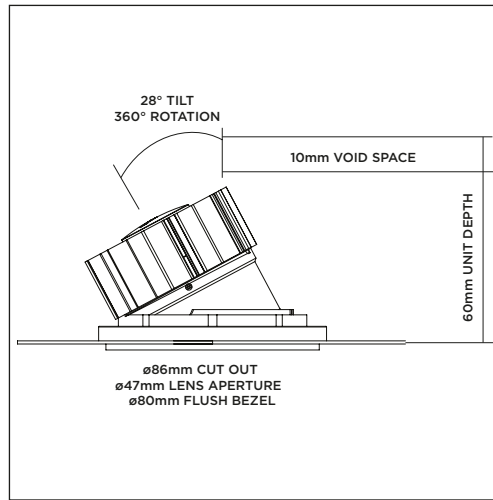 28° TILT
360° ROTATION
10mm VOID SPACE
60mm UNIT DEPTH
ø86mm CUT OUT
ø47mm LENS APERTURE
ø80mm FLUSH BEZEL